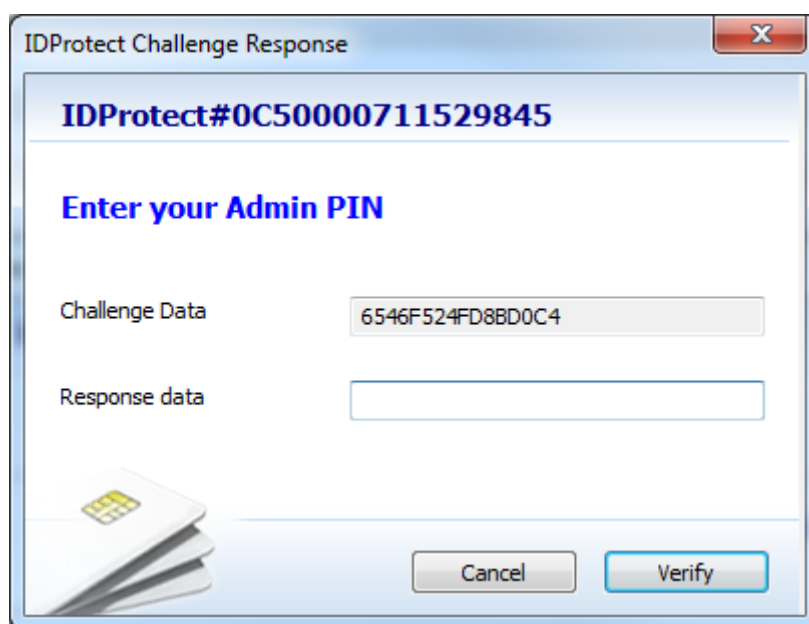 IDProtect Challenge Response
IDProtect#0C50000711529845
Enter your Admin PIN
Challenge Data 6546F524FD8BD0C4
Response data
Cancel Verify